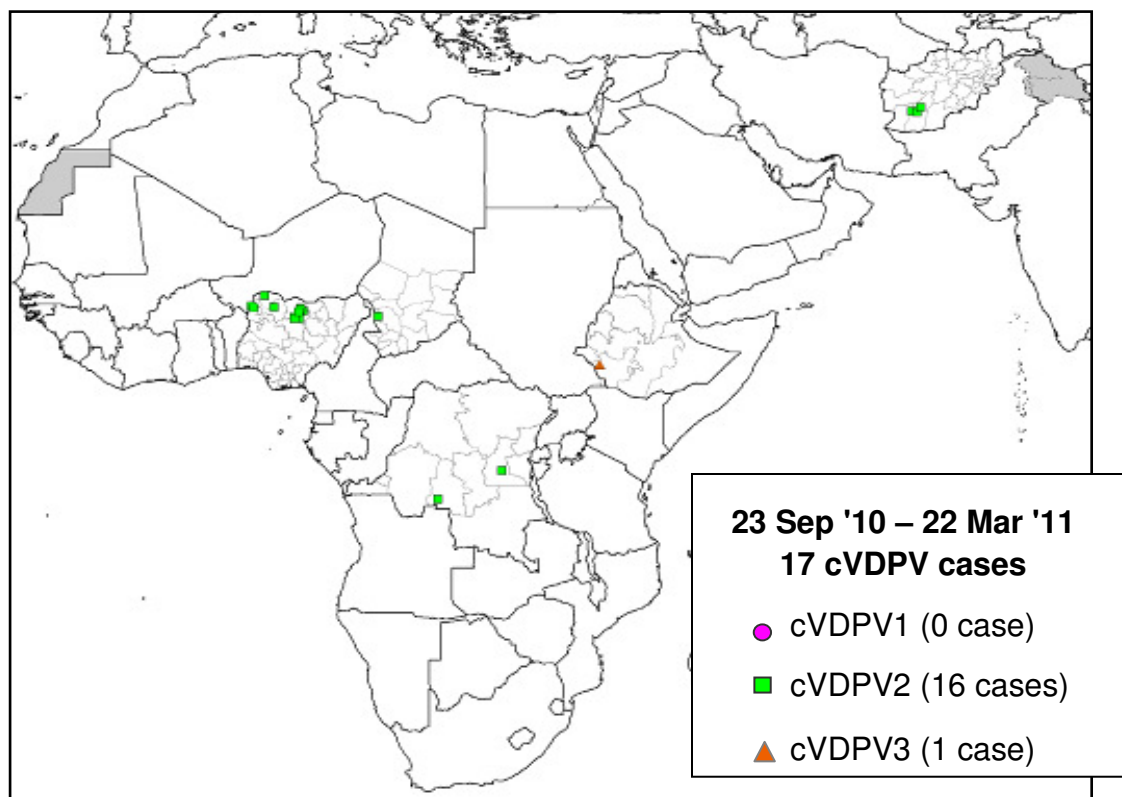 23 Sep '10 – 22 Mar '11
17 cVDPV cases
cVDPV1 (0 case)
cVDPV2 (16 cases)
cVDPV3 (1 case)